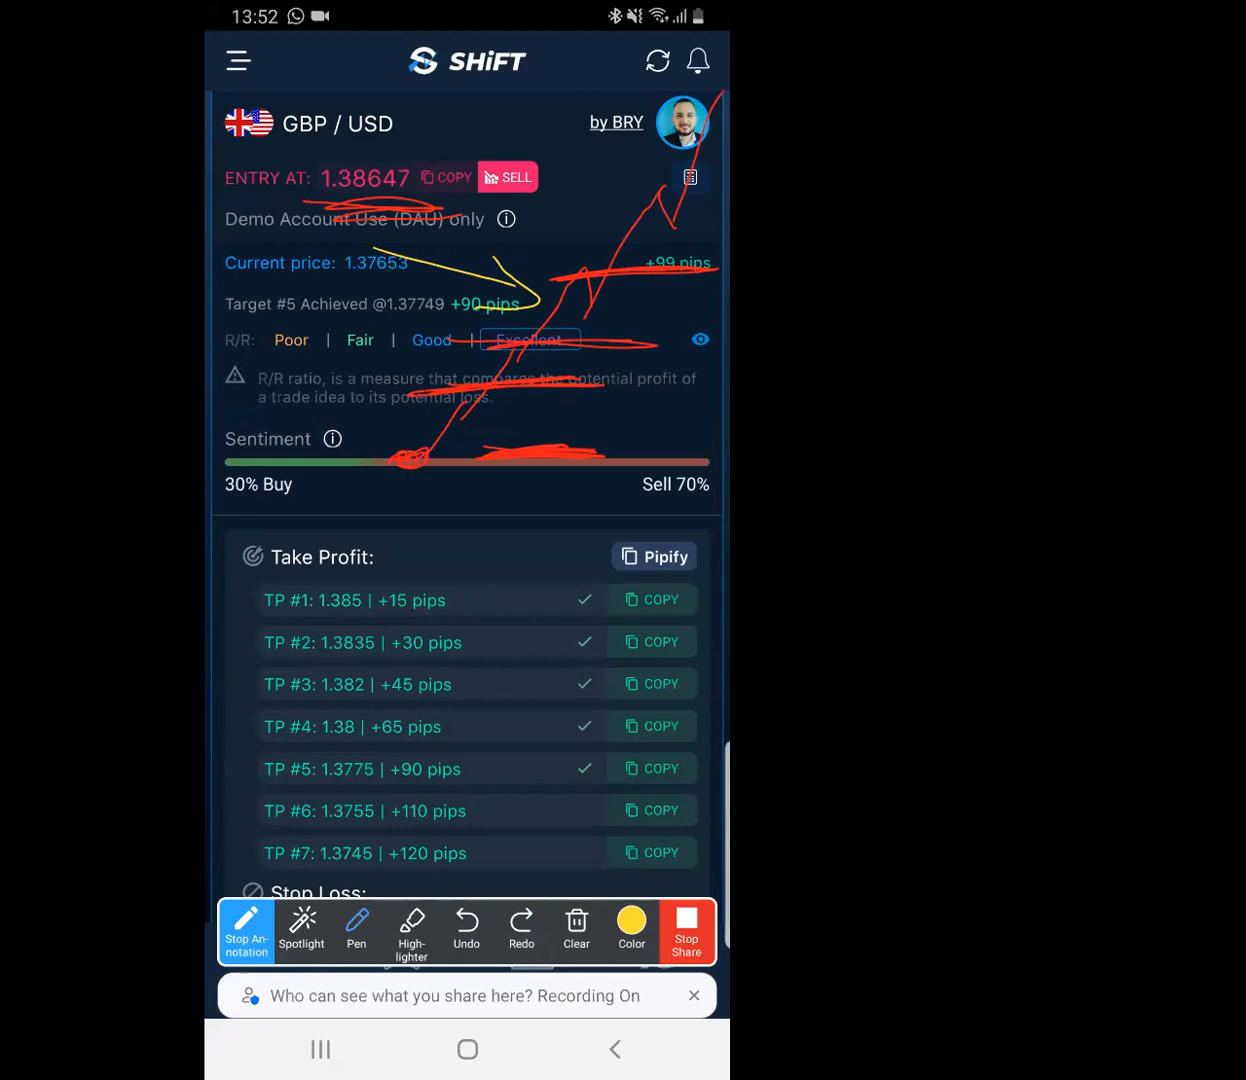 13:52
SHiFT
GBP / USD
by BRY
ENTRY AT: 1.38647 COPY SELL
Demo Account Use (DAU) only
Current price: 1.37653 +99 pips
Target #5 Achieved @1.37749 +90 pips
R/R: Poor | Fair | Good | Excellent
R/R ratio, is a measure that compares the potential profit of
a trade idea to its potential loss.
Sentiment
30% Buy Sell 70%
Take Profit: Pipify
TP #1: 1.385 | +15 pips COPY
TP #2: 1.3835 | +30 pips COPY
TP #3: 1.382 | +45 pips COPY
TP #4: 1.38 | +65 pips COPY
TP #5: 1.3775 | +90 pips COPY
TP #6: 1.3755 | +110 pips COPY
TP #7: 1.3745 | +120 pips COPY
Stop Loss:
Stop An-
notation
Spotlight
Pen
High-
lighter
Undo
Redo
Clear
Color
Stop
Share
Who can see what you share here? Recording On